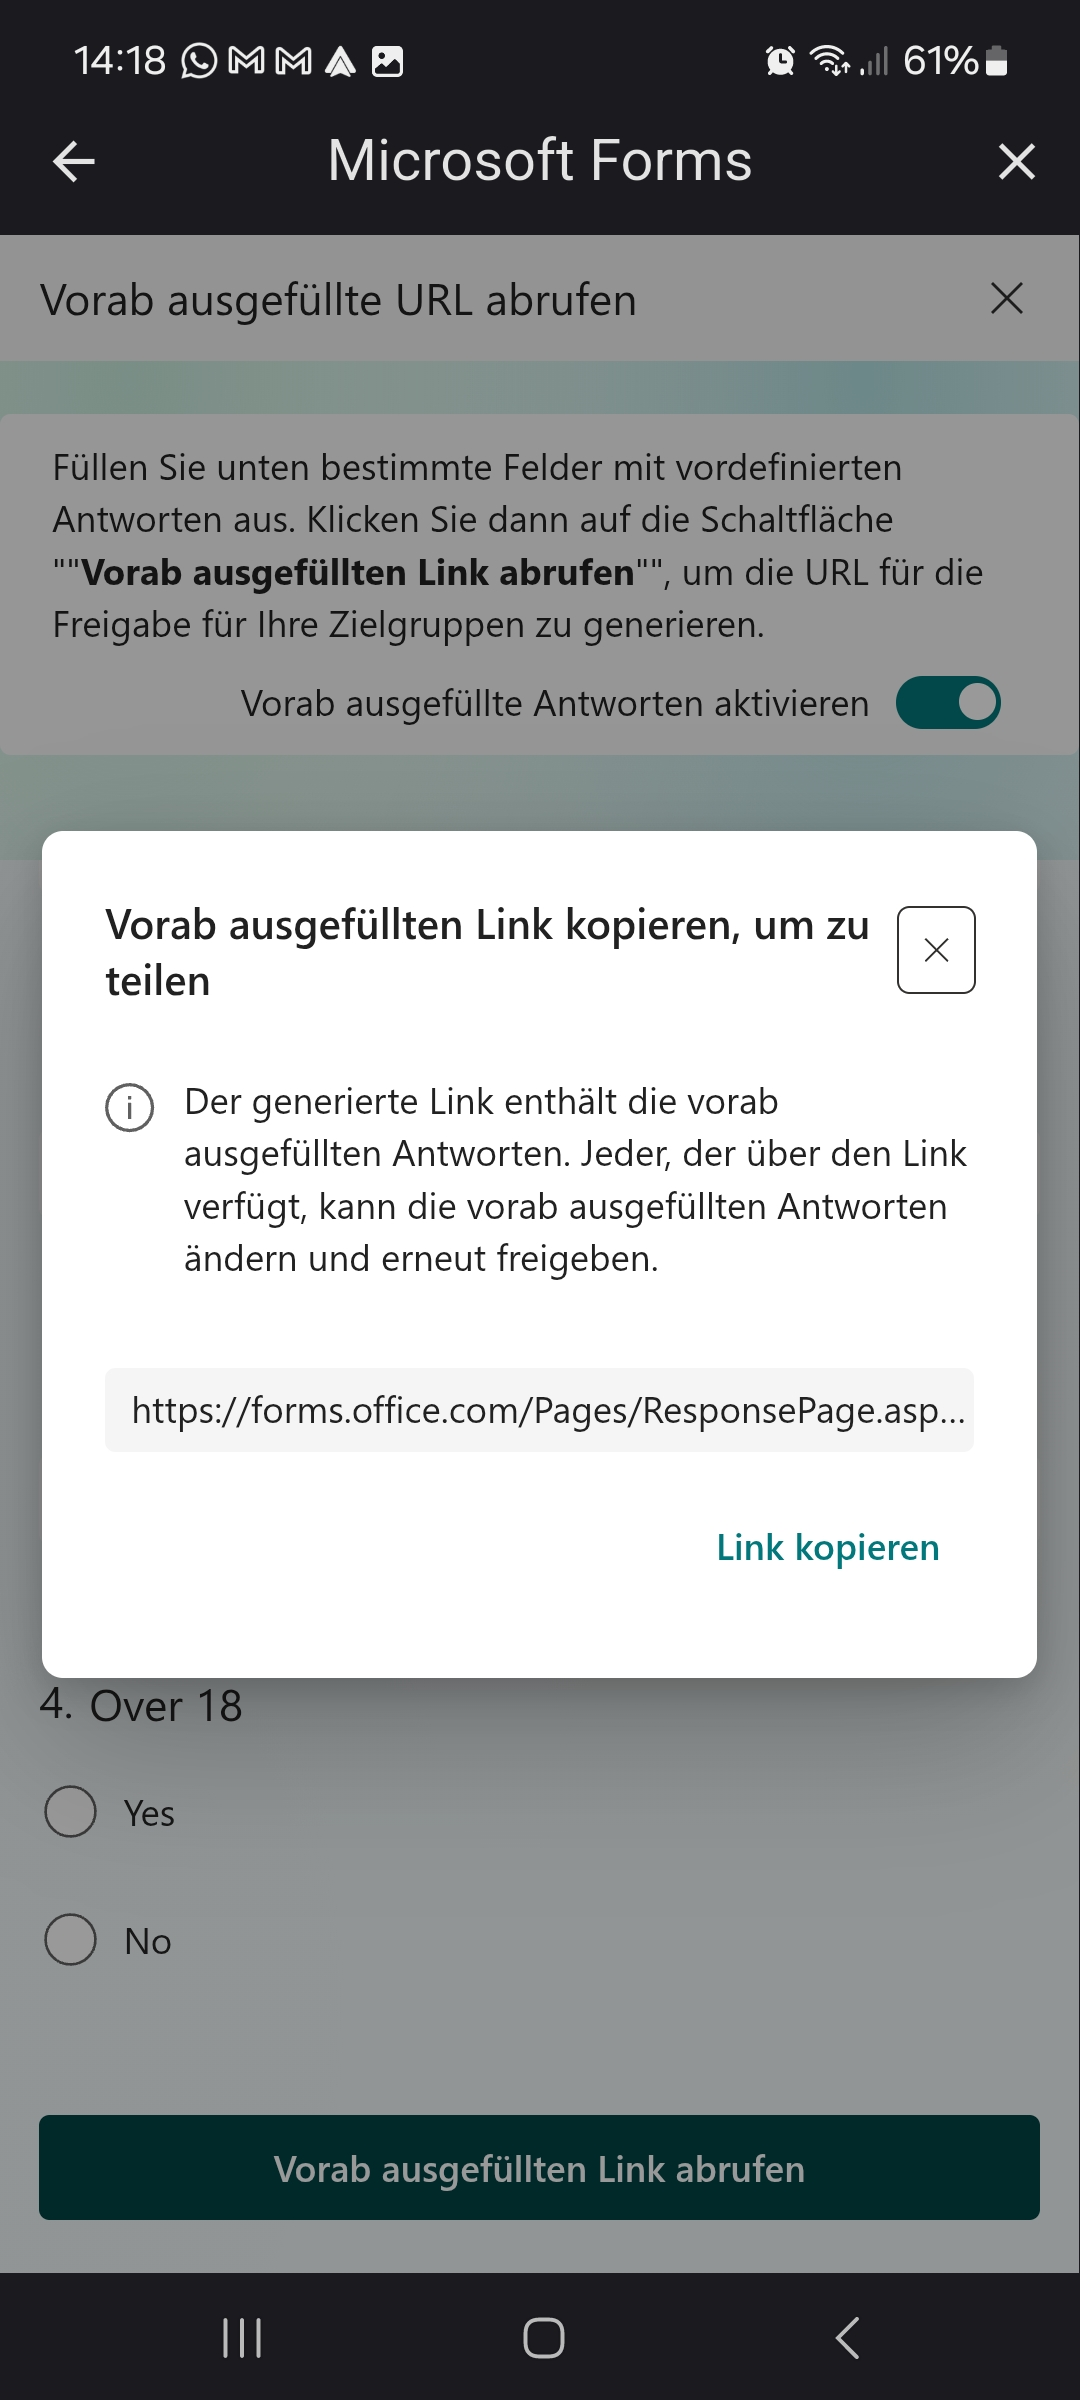 14:18 61%
Microsoft Forms
Vorab ausgefüllte URL abrufen
Füllen Sie unten bestimmte Felder mit vordefinierten
Antworten aus. Klicken Sie dann auf die Schaltfläche
""Vorab ausgefüllten Link abrufen"", um die URL für die
Freigabe für Ihre Zielgruppen zu generieren.
Vorab ausgefüllte Antworten aktivieren
Vorab ausgefüllten Link kopieren, um zu
teilen
Der generierte Link enthält die vorab
ausgefüllten Antworten. Jeder, der über den Link
verfügt, kann die vorab ausgefüllten Antworten
ändern und erneut freigeben.
https://forms.office.com/Pages/ResponsePage.asp...
Link kopieren
4. Over 18
Yes
No
Vorab ausgefüllten Link abrufen